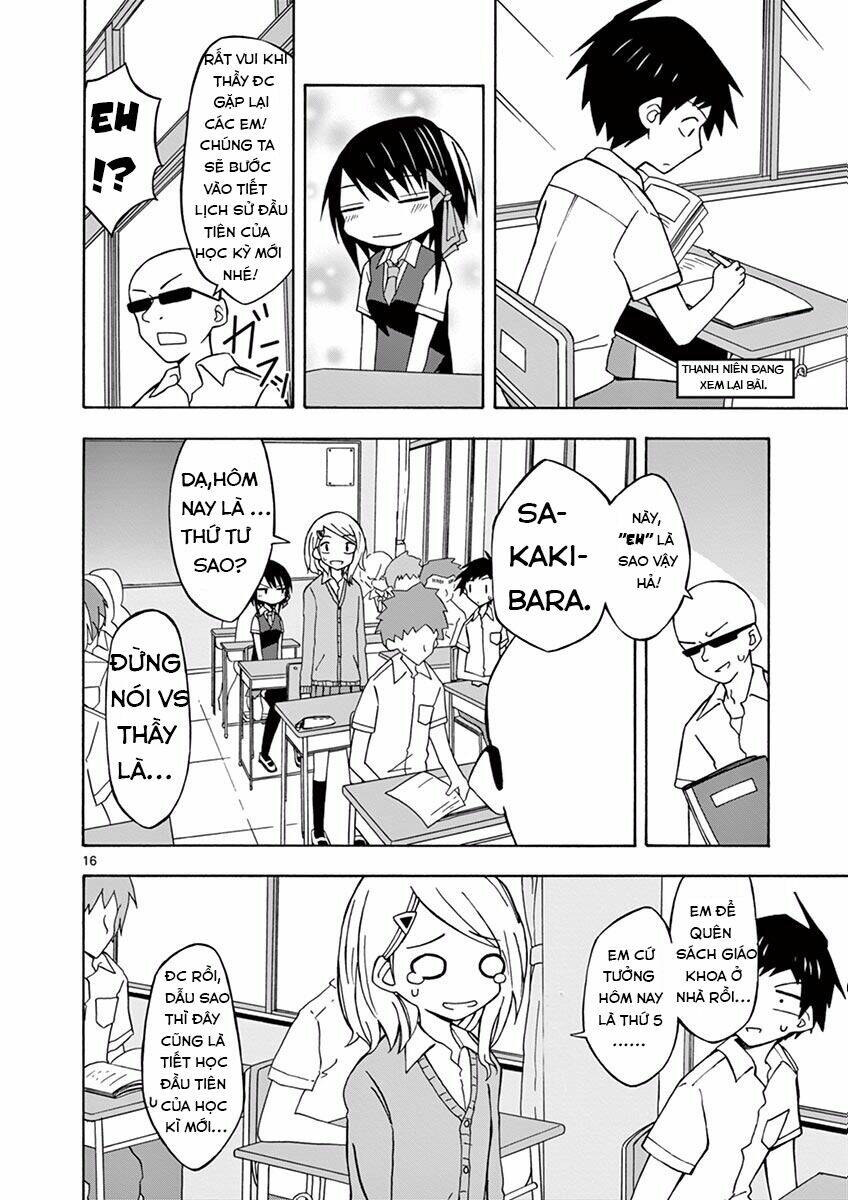 THANH NIÊN ĐANG
XEM LẠI BÀI.
RẤT VUI KHI
THẦY ĐC
GẶP LẠI
CÁC EM!
CHÚNG TA
SẼ BƯỚC
VÀO TIẾT
LỊCH SỬ ĐẦU
TIÊN CỦA
HỌC KỲ MỚI
NHÉ!
ガタッ
EH
!?
NÀY,
"EH" LÀ
SAO VẬY
HẢ!
SA-
KAKI-
BARA.
DẠ,HÔM
NAY LÀ ...
THỨ TƯ
SAO?
ĐỪNG
NÓI VS
THẦY
LÀ...
16
EM ĐỂ
QUÊN
SÁCH GIÁO
KHOA Ở
NHÀ RỒI...
EM CỨ
TƯỞNG
HÔM NAY
LÀ THỨ 5
......
ĐC RỒI,
DẪU SAO
THÌ ĐÂY
CŨNG LÀ
TIẾT HỌC
ĐẦU TIÊN
CỦA HỌC
KÌ MỚI...